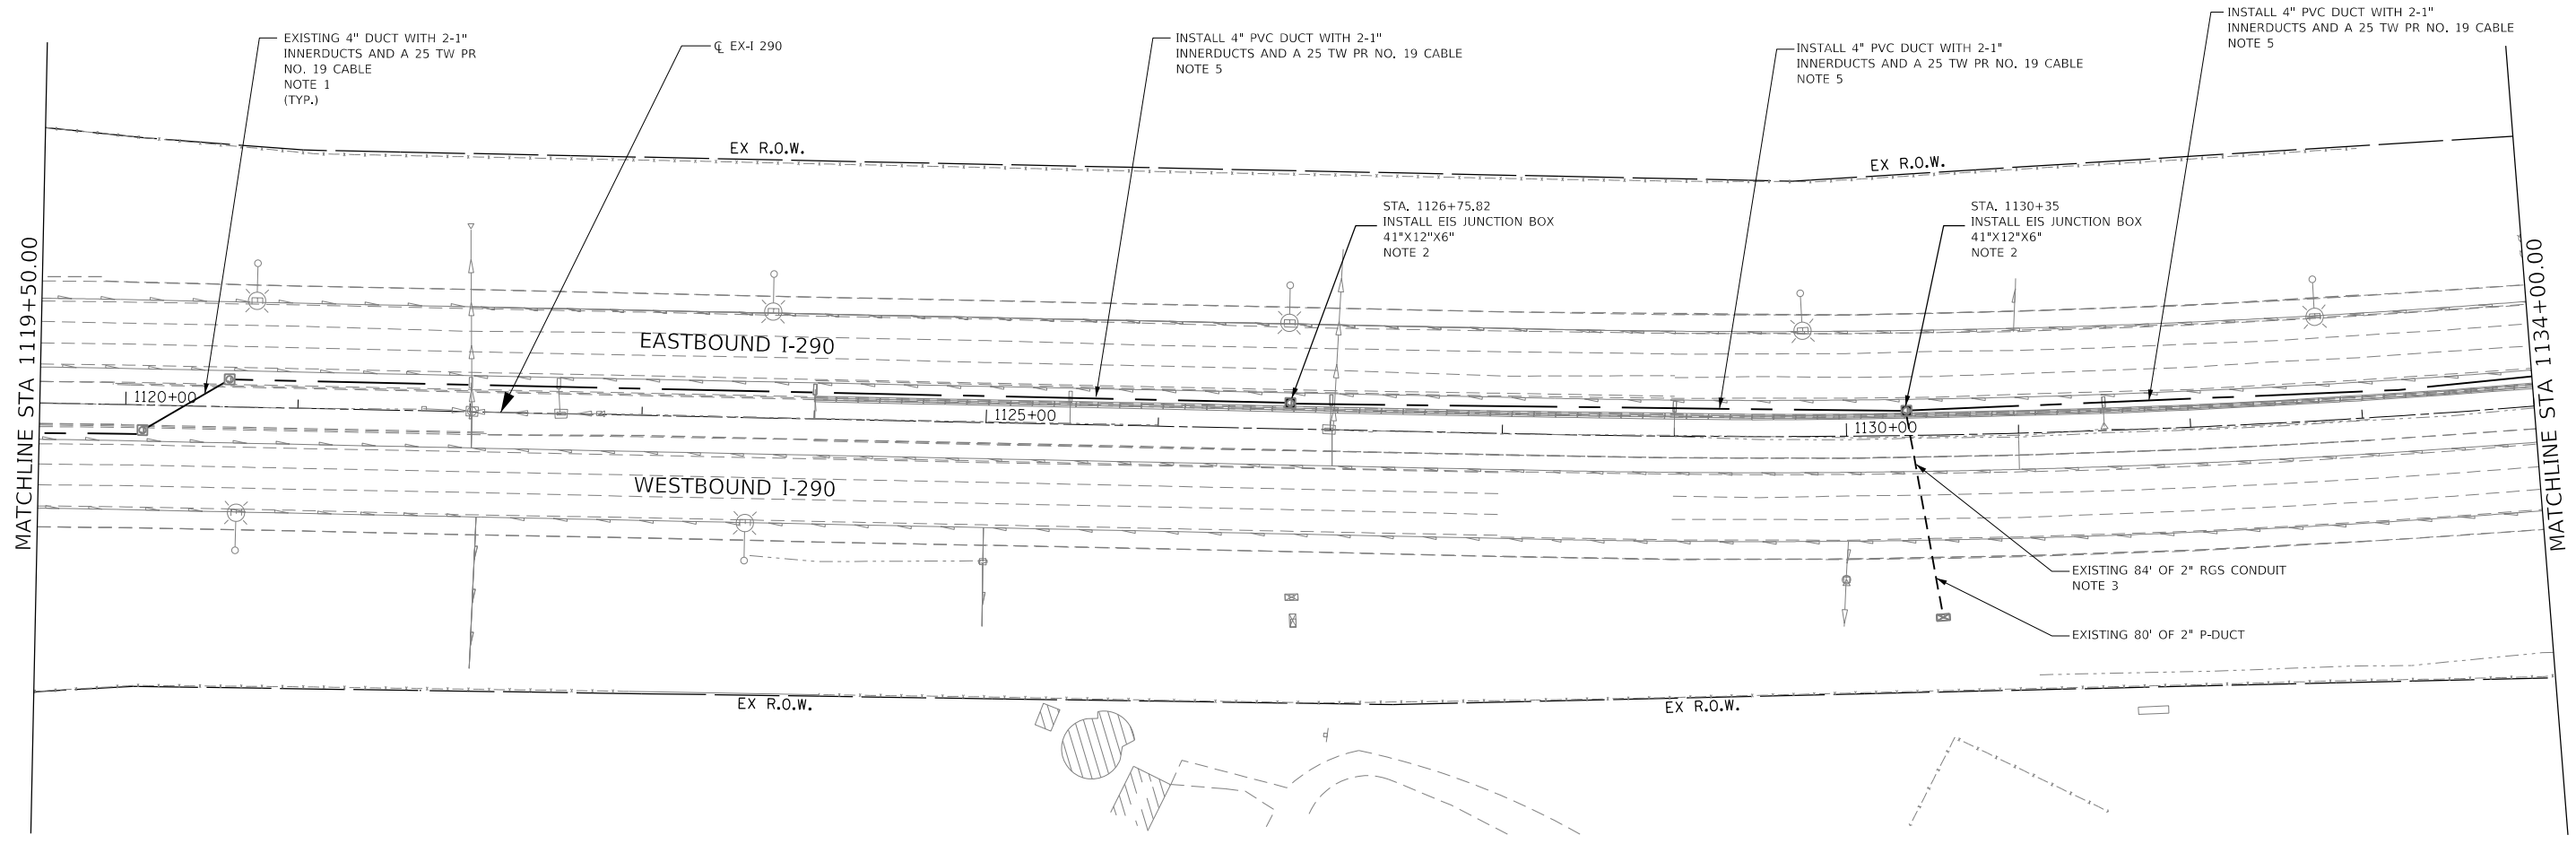 EXISTING 4" DUCT WITH 2-1"
INNERDUCTS AND A 25 TW PR
NO. 19 CABLE
NOTE 1
(TYP.)
℄ EX-I 290
INSTALL 4" PVC DUCT WITH 2-1"
INNERDUCTS AND A 25 TW PR NO. 19 CABLE
NOTE 5
INSTALL 4" PVC DUCT WITH 2-1"
INNERDUCTS AND A 25 TW PR NO. 19 CABLE
NOTE 5
INSTALL 4" PVC DUCT WITH 2-1"
INNERDUCTS AND A 25 TW PR NO. 19 CABLE
NOTE 5
EX R.O.W.
EX R.O.W.
STA. 1126+75.82
INSTALL EIS JUNCTION BOX
41"X12"X6"
NOTE 2
STA. 1130+35
INSTALL EIS JUNCTION BOX
41"X12"X6"
NOTE 2
MATCHLINE STA 1119+50.00
MATCHLINE STA 1134+00.00
EASTBOUND I-290
1120+00
1125+00
1130+00
WESTBOUND I-290
EXISTING 84' OF 2" RGS CONDUIT
NOTE 3
EXISTING 80' OF 2" P-DUCT
EX R.O.W.
EX R.O.W.